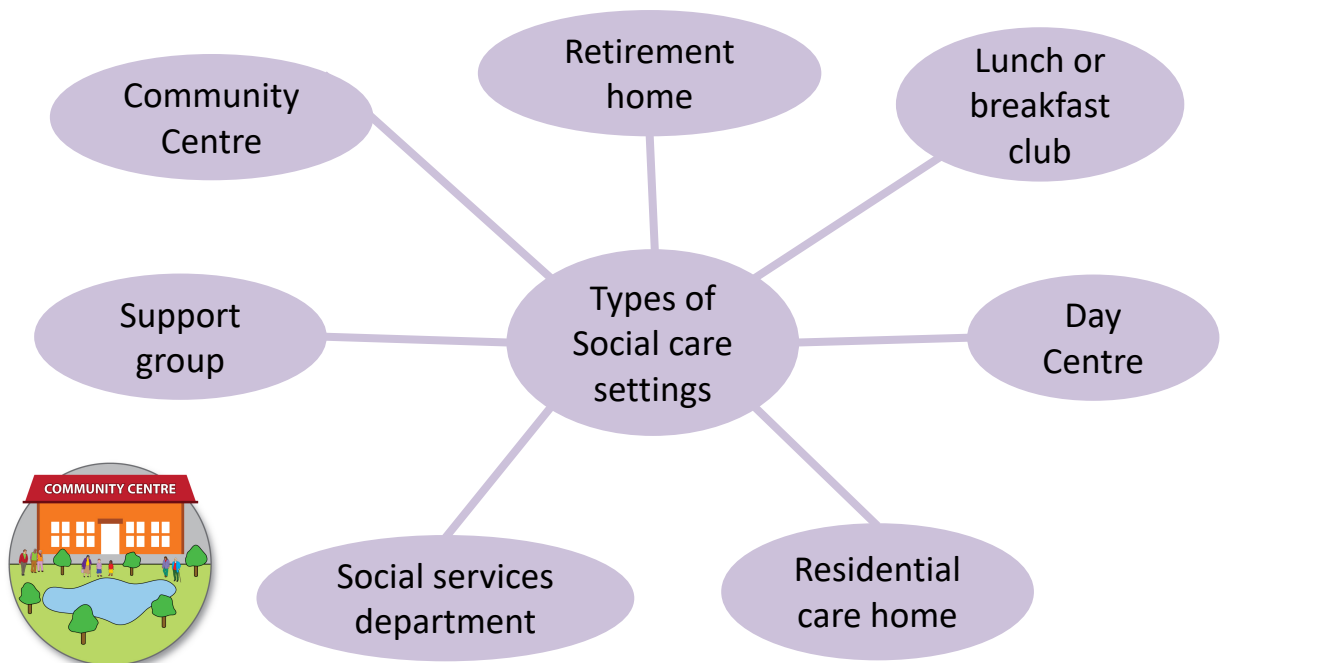 Retirement
home
Lunch or
breakfast
club
Community
Centre
Types of
Social care
settings
Support
group
Day
Centre
COMMUNITY CENTRE
Social services
department
Residential
care home